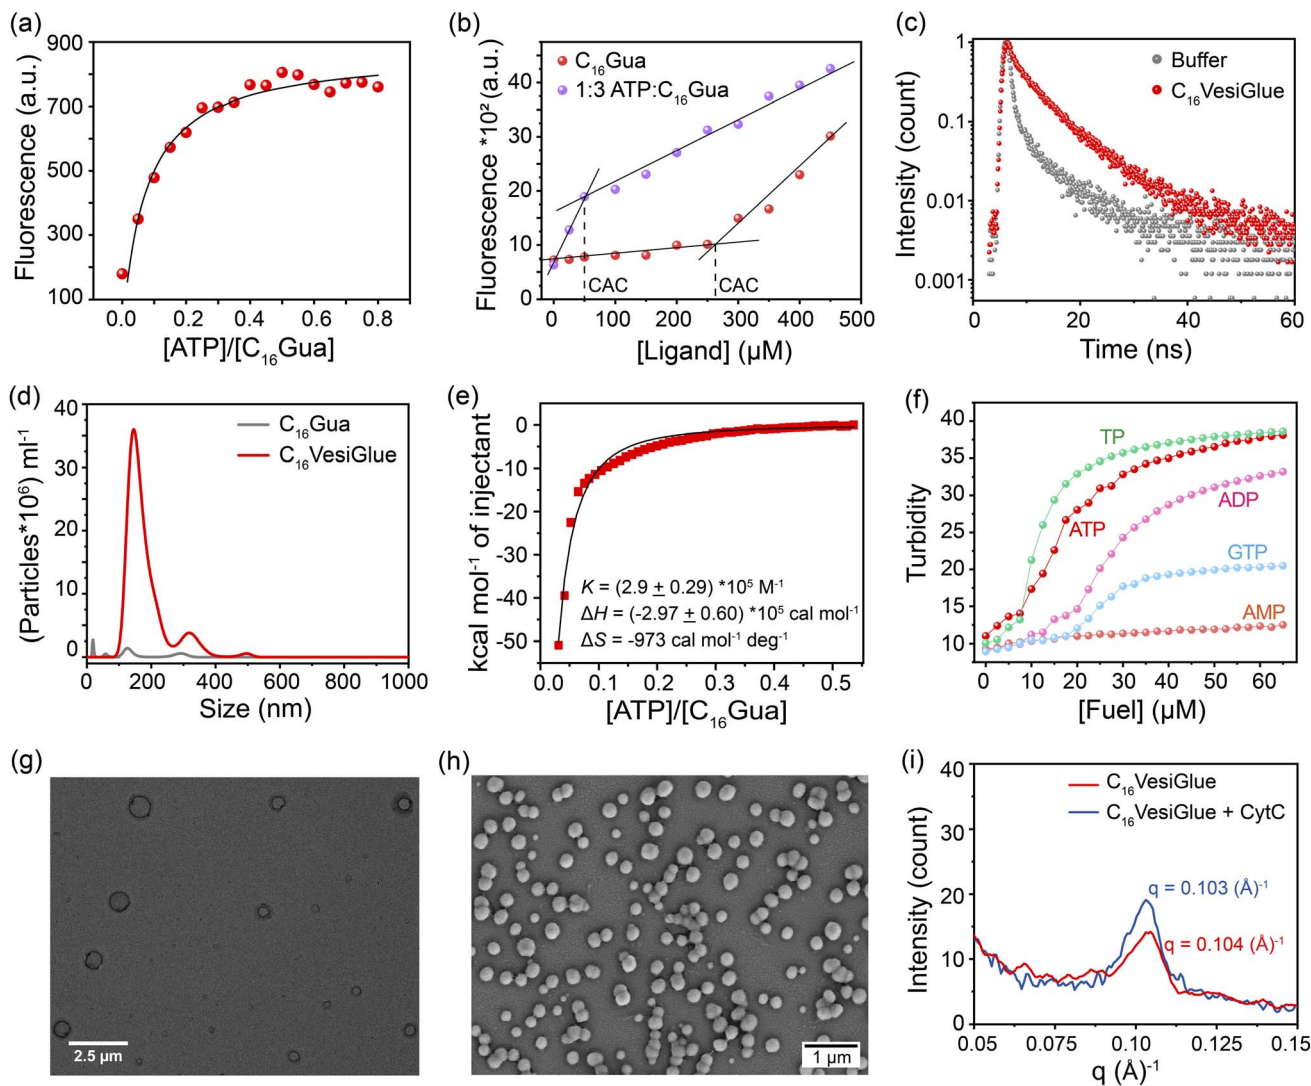 (a)
900
700
500
300
100
0.0 0.2 0.4 0.6 0.8
Fluorescence (a.u.)
[ATP]/[C₁₆Gua]
(b)
C₁₆Gua
1:3 ATP:C₁₆Gua
40
30
20
10
0
CAC
CAC
0 100 200 300 400 500
Fluorescence *10² (a.u.)
[Ligand] (µM)
(c)
Buffer
C₁₆VesiGlue
1
0.1
0.01
0.001
20 40 60
Intensity (count)
Time (ns)
(d)
C₁₆Gua
C₁₆VesiGlue
40
30
20
10
0
0 200 400 600 800 1000
(Particles*10⁶) ml⁻¹
Size (nm)
(e)
0
-10
-20
-30
-40
-50
K = (2.9 ± 0.29) *10⁵ M⁻¹
ΔH = (-2.97 ± 0.60) *10⁵ cal mol⁻¹
ΔS = -973 cal mol⁻¹ deg⁻¹
0.0 0.1 0.2 0.3 0.4 0.5
kcal mol⁻¹ of injectant
[ATP]/[C₁₆Gua]
(f)
40
35
30
25
20
15
10
TP
ATP
ADP
GTP
AMP
0 10 20 30 40 50 60
Turbidity
[Fuel] (µM)
(g)
2.5 µm
(h)
1 µm
(i)
C₁₆VesiGlue
C₁₆VesiGlue + CytC
40
30
20
10
0
q = 0.103 (Å)⁻¹
q = 0.104 (Å)⁻¹
0.05 0.075 0.10 0.125 0.15
Intensity (count)
q (Å)⁻¹